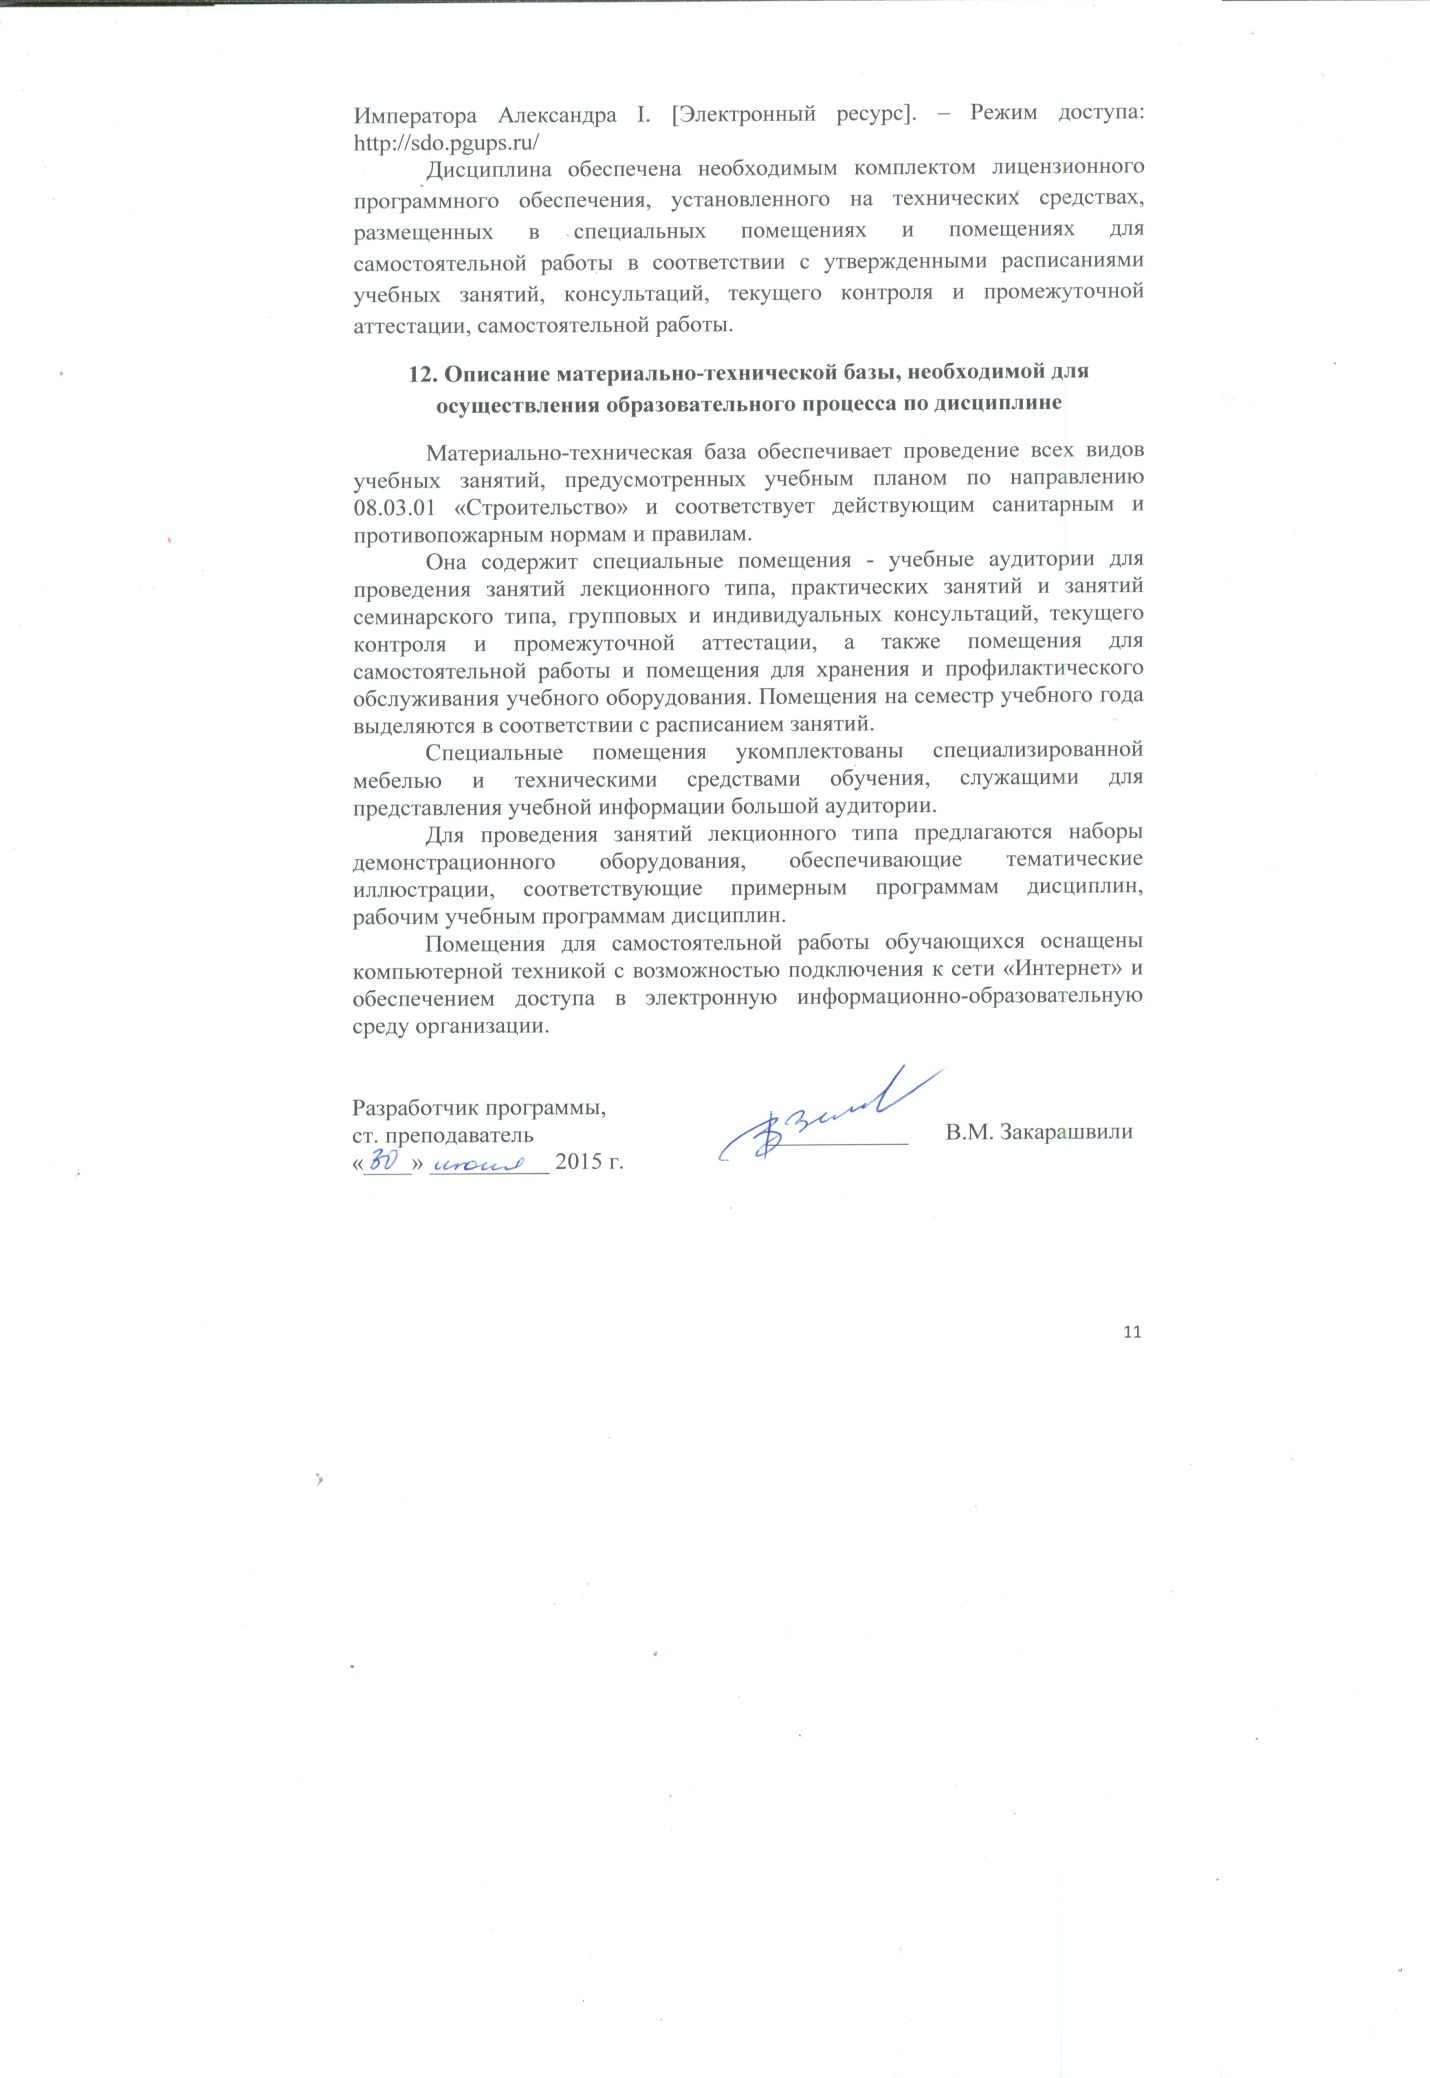 Императора Александра I. [Электронный ресурс]. – Режим доступа:
http://sdo.pgups.ru/
Дисциплина обеспечена необходимым комплектом лицензионного
программного обеспечения, установленного на технических средствах,
размещенных в специальных помещениях и помещениях для
самостоятельной работы в соответствии с утвержденными расписаниями
учебных занятий, консультаций, текущего контроля и промежуточной
аттестации, самостоятельной работы.
12. Описание материально-технической базы, необходимой для
осуществления образовательного процесса по дисциплине
Материально-техническая база обеспечивает проведение всех видов
учебных занятий, предусмотренных учебным планом по направлению
08.03.01 «Строительство» и соответствует действующим санитарным и
противопожарным нормам и правилам.
Она содержит специальные помещения - учебные аудитории для
проведения занятий лекционного типа, практических занятий и занятий
семинарского типа, групповых и индивидуальных консультаций, текущего
контроля и промежуточной аттестации, а также помещения для
самостоятельной работы и помещения для хранения и профилактического
обслуживания учебного оборудования. Помещения на семестр учебного года
выделяются в соответствии с расписанием занятий.
Специальные помещения укомплектованы специализированной
мебелью и техническими средствами обучения, служащими для
представления учебной информации большой аудитории.
Для проведения занятий лекционного типа предлагаются наборы
демонстрационного оборудования, обеспечивающие тематические
иллюстрации, соответствующие примерным программам дисциплин,
рабочим учебным программам дисциплин.
Помещения для самостоятельной работы обучающихся оснащены
компьютерной техникой с возможностью подключения к сети «Интернет» и
обеспечением доступа в электронную информационно-образовательную
среду организации.
Разработчик программы,
ст. преподаватель В.М. Закарашвили
«30» 2015 г.
11